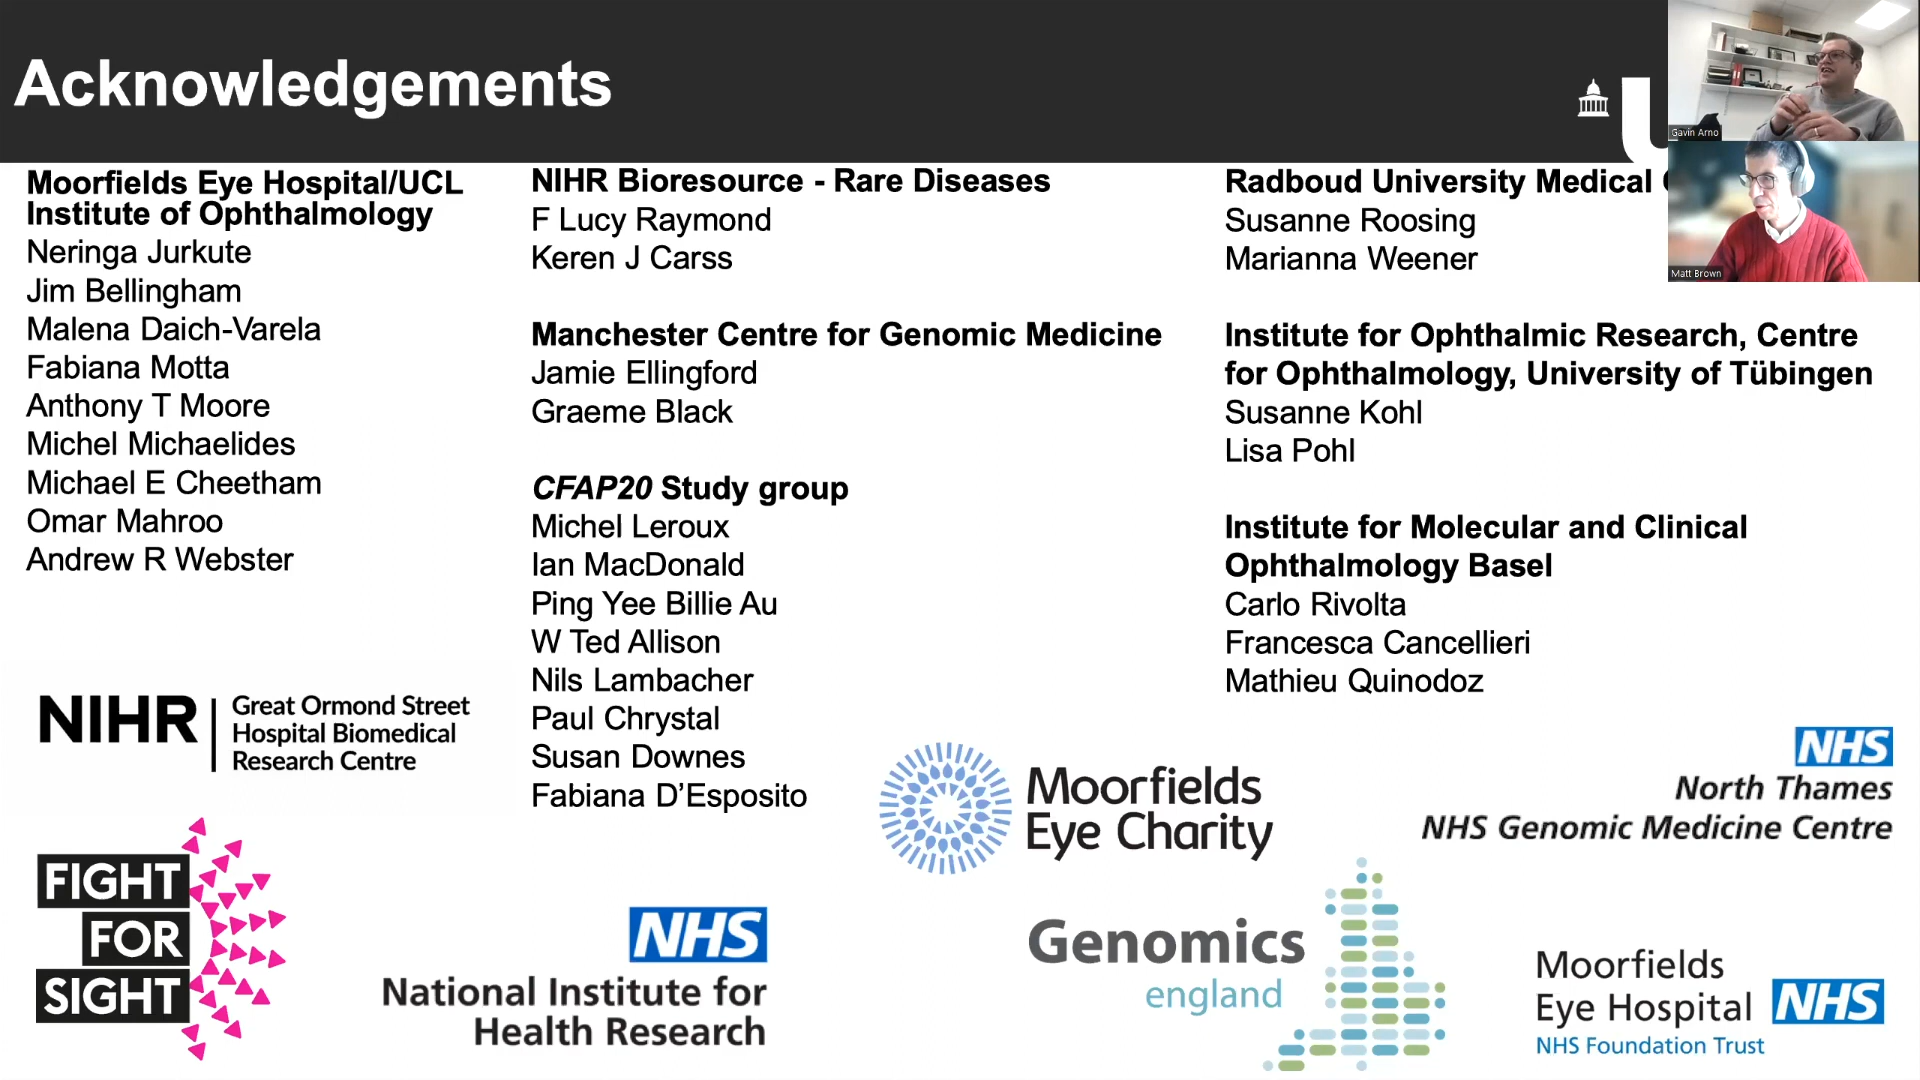 Acknowledgements
Gavin Arno
Matt Brown
Moorfields Eye Hospital/UCL
Institute of Ophthalmology
Neringa Jurkute
Jim Bellingham
Malena Daich-Varela
Fabiana Motta
Anthony T Moore
Michel Michaelides
Michael E Cheetham
Omar Mahroo
Andrew R Webster
NIHR Bioresource - Rare Diseases
F Lucy Raymond
Keren J Carss
Manchester Centre for Genomic Medicine
Jamie Ellingford
Graeme Black
CFAP20 Study group
Michel Leroux
Ian MacDonald
Ping Yee Billie Au
W Ted Allison
Nils Lambacher
Paul Chrystal
Susan Downes
Fabiana D’Esposito
Radboud University Medical
Susanne Roosing
Marianna Weener
Institute for Ophthalmic Research, Centre
for Ophthalmology, University of Tübingen
Susanne Kohl
Lisa Pohl
Institute for Molecular and Clinical
Ophthalmology Basel
Carlo Rivolta
Francesca Cancellieri
Mathieu Quinodoz
NIHR
Great Ormond Street
Hospital Biomedical
Research Centre
Moorfields
Eye Charity
NHS
North Thames
NHS Genomic Medicine Centre
FIGHT
FOR
SIGHT
NHS
National Institute for
Health Research
Genomics
england
Moorfields
Eye Hospital NHS
NHS Foundation Trust